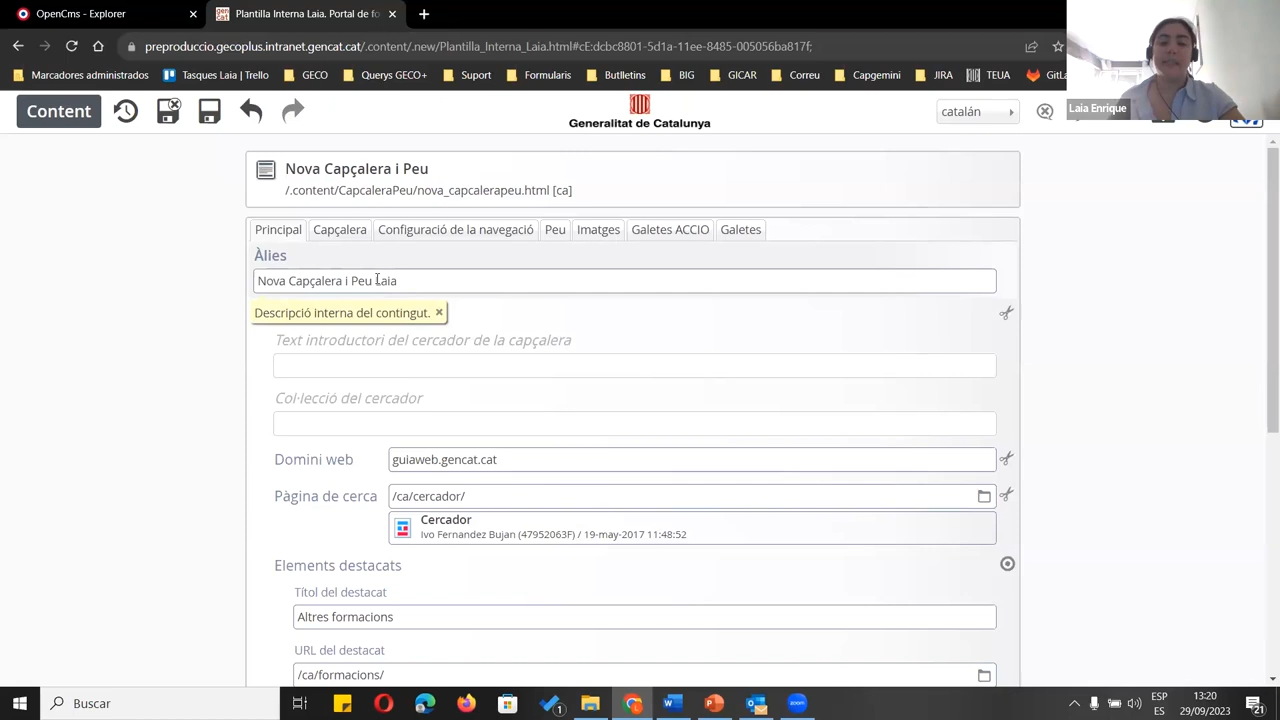 OpenCms - Explorer
Plantilla Interna Laia. Portal de fo
preproduccio.gecoplus.intranet.gencat.cat/.content/.new/Plantilla_Interna_Laia.html#cE;dcbc8801-5d1a-11ee-8485-005056ba817f;
Marcadores administrados
Tasques Laia | Trello
GECO
Querys SQL
Suport
Formularis
Butlletins
BIG
GICAR
Correu
Capgemini
JIRA
TEUA
Laia Enrique
Content
Generalitat de Catalunya
catalán
Nova Capçalera i Peu
/.content/CapcaleraPeu/nova_capcalerapeu.html [ca]
Principal
Capçalera
Configuració de la navegació
Peu
Imatges
Galetes ACCIO
Galetes
Àlies
Nova Capçalera i Peu Laia
Descripció interna del contingut.
Text introductori del cercador de la capçalera
Col·lecció del cercador
Domini web
guiaweb.gencat.cat
Pàgina de cerca
/ca/cercador/
Cercador
Ivo Fernandez Bujan (47952063F) / 19-may-2017 11:48:52
Elements destacats
Títol del destacat
Altres formacions
URL del destacat
/ca/formacions/
Buscar
ESP
ES
13:20
29/09/2023
21